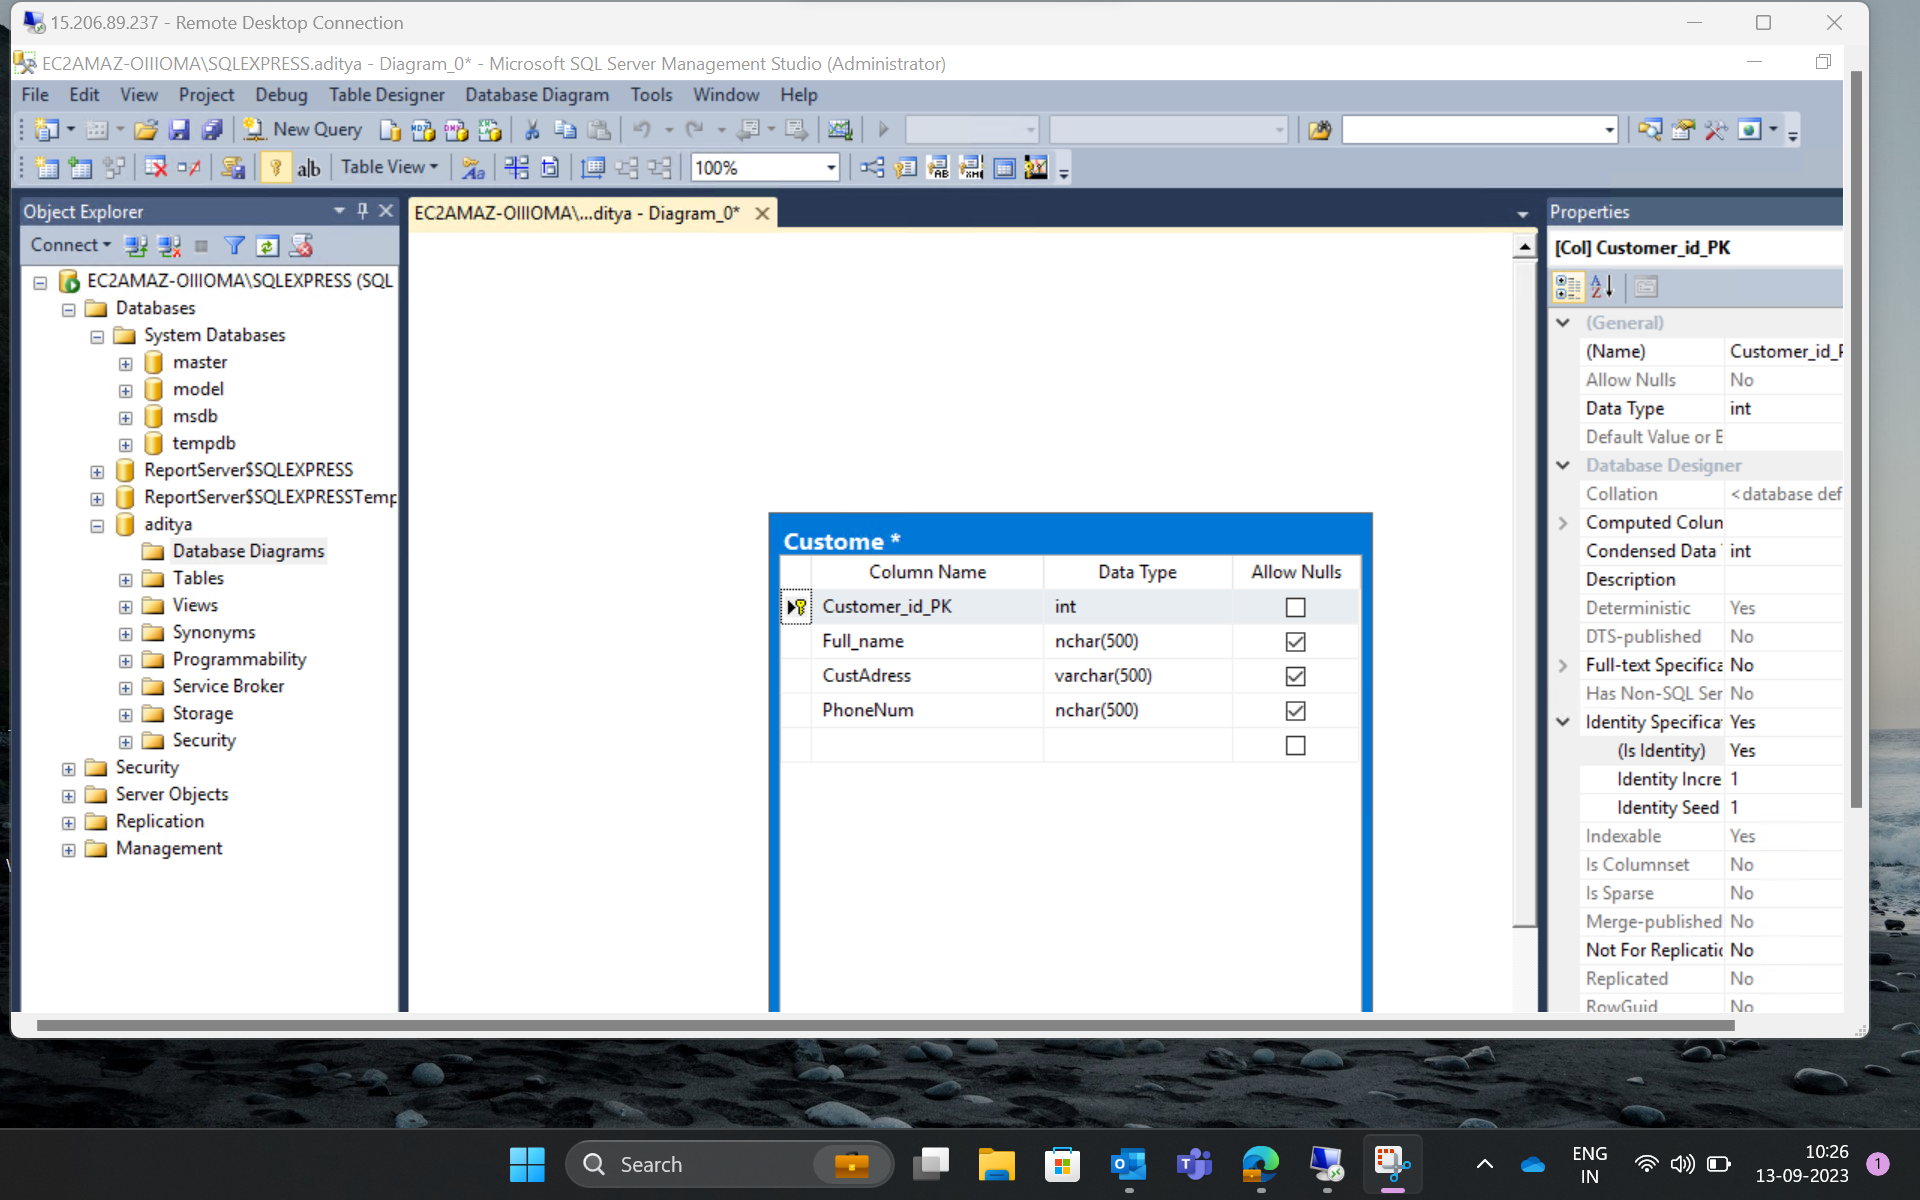 15.206.89.237 - Remote Desktop Connection
EC2AMAZ-OIIIOMA\SQLEXPRESS.aditya - Diagram_0* - Microsoft SQL Server Management Studio (Administrator)
File Edit View Project Debug Table Designer Database Diagram Tools Window Help
New Query
Table View 100%
Object Explorer
Connect
EC2AMAZ-OIIIOMA\SQLEXPRESS (SQL
Databases
System Databases
master
model
msdb
tempdb
ReportServer$SQLEXPRESS
ReportServer$SQLEXPRESSTemp
aditya
Database Diagrams
Tables
Views
Synonyms
Programmability
Service Broker
Storage
Security
Security
Server Objects
Replication
Management
EC2AMAZ-OIIIOMA\...ditya - Diagram_0*
Custome *
Column Name Data Type Allow Nulls
Customer_id_PK int
Full_name nchar(500)
CustAdress varchar(500)
PhoneNum nchar(500)
Properties
[Col] Customer_id_PK
(General)
(Name) Customer_id_P
Allow Nulls No
Data Type int
Default Value or E
Database Designer
Collation <database def
Computed Colun
Condensed Data int
Description
Deterministic Yes
DTS-published No
Full-text Specifica No
Has Non-SQL Ser No
Identity Specifica Yes
(Is Identity) Yes
Identity Incre 1
Identity Seed 1
Indexable Yes
Is Columnset No
Is Sparse No
Merge-published No
Not For Replicatic No
Replicated No
RowGuid No
Search
ENG
IN
10:26
13-09-2023
1